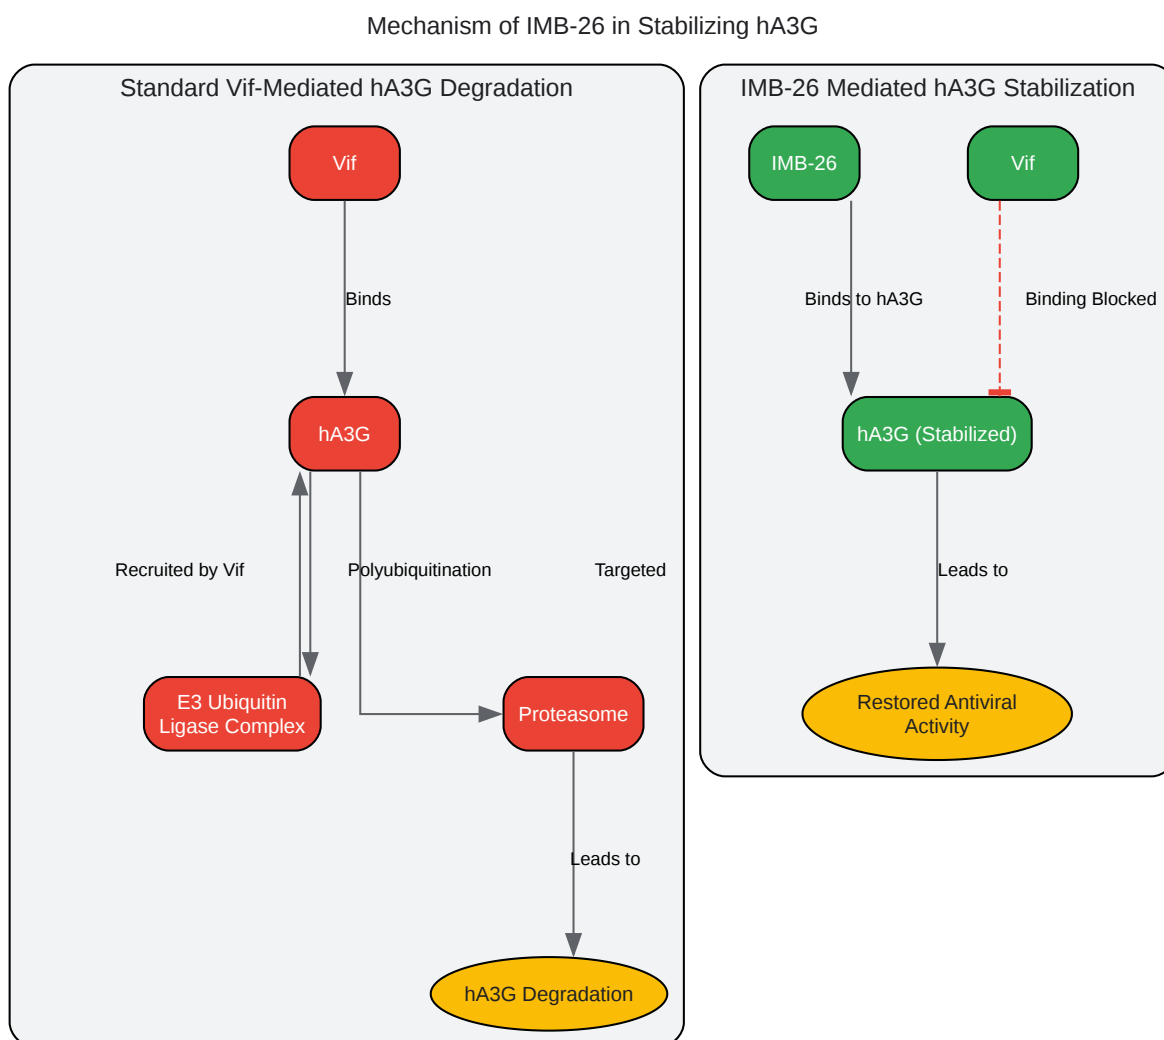 Mechanism of IMB-26 in Stabilizing hA3G
Standard Vif-Mediated hA3G Degradation
Vif
Binds
hA3G
Recruited by Vif
Polyubiquitination
Targeted
E3 Ubiquitin
Ligase Complex
Proteasome
Leads to
hA3G Degradation
IMB-26 Mediated hA3G Stabilization
IMB-26
Vif
Binds to hA3G
Binding Blocked
hA3G (Stabilized)
Leads to
Restored Antiviral
Activity